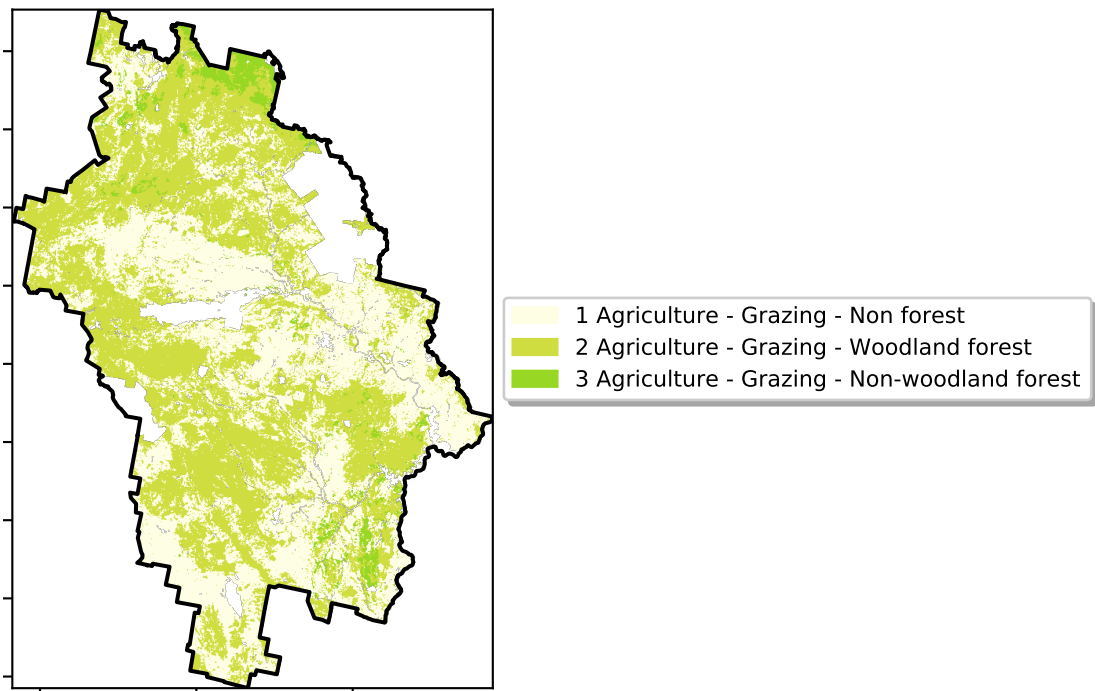 1 Agriculture - Grazing - Non forest
2 Agriculture - Grazing - Woodland forest
3 Agriculture - Grazing - Non-woodland forest